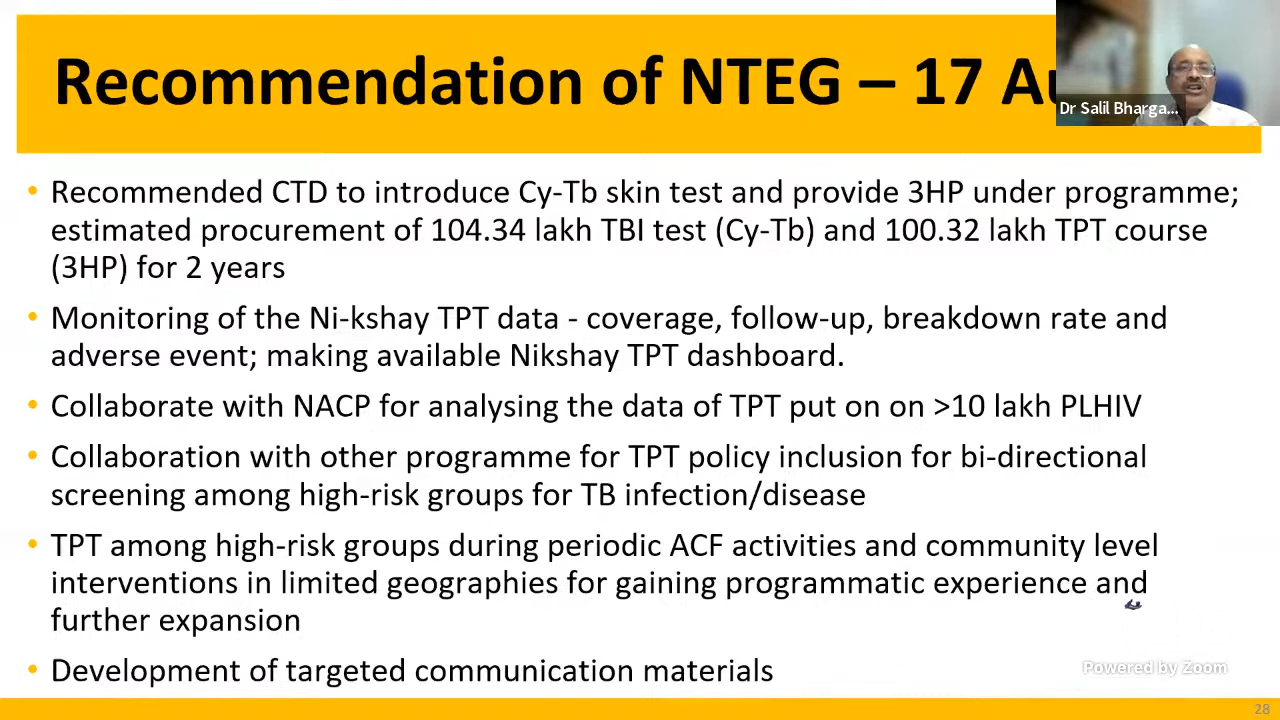 Recommendation of NTEG – 17
Dr Salil Bharga...
• Recommended CTD to introduce Cy-Tb skin test and provide 3HP under programme;
estimated procurement of 104.34 lakh TBI test (Cy-Tb) and 100.32 lakh TPT course
(3HP) for 2 years
• Monitoring of the Ni-kshay TPT data - coverage, follow-up, breakdown rate and
adverse event; making available Nikshay TPT dashboard.
• Collaborate with NACP for analysing the data of TPT put on on >10 lakh PLHIV
• Collaboration with other programme for TPT policy inclusion for bi-directional
screening among high-risk groups for TB infection/disease
• TPT among high-risk groups during periodic ACF activities and community level
interventions in limited geographies for gaining programmatic experience and
further expansion
• Development of targeted communication materials
Powered by Zoom
28